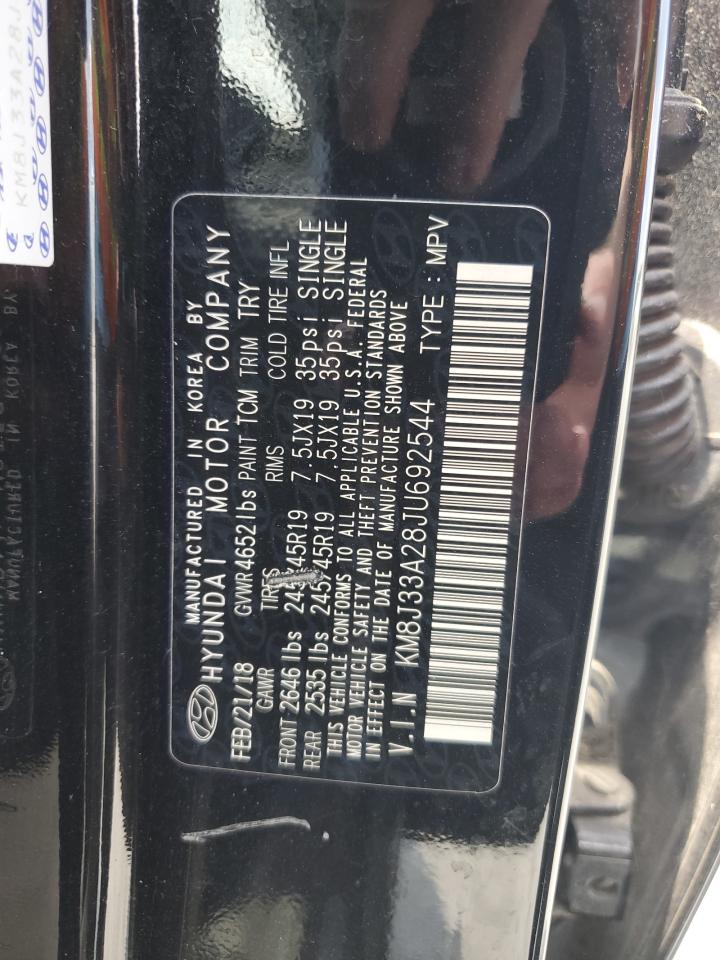 MANUFACTURED IN KOREA BY
HYUNDAI MOTOR COMPANY
FEB/21/18 GVWR 4652 lbs PAINT TCM TRIM TRY
GAWR TIRES RIMS COLD TIRE INFL
FRONT 2646 lbs 245/45R19 7.5JX19 35psi SINGLE
REAR 2535 lbs 245/45R19 7.5JX19 35psi SINGLE
THIS VEHICLE CONFORMS TO ALL APPLICABLE U.S.A. FEDERAL
MOTOR VEHICLE SAFETY AND THEFT PREVENTION STANDARDS
IN EFFECT ON THE DATE OF MANUFACTURE SHOWN ABOVE
V.I.N KM8J33A28JU692544 TYPE : MPV
KM8J33A28J